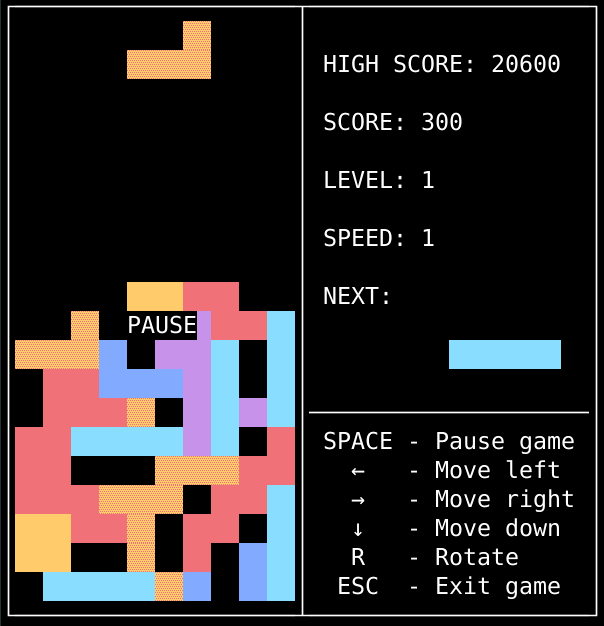 HIGH SCORE: 20600
SCORE: 300
LEVEL: 1
SPEED: 1
NEXT:
PAUSE
SPACE - Pause game
← - Move left
→ - Move right
↓ - Move down
R - Rotate
ESC - Exit game